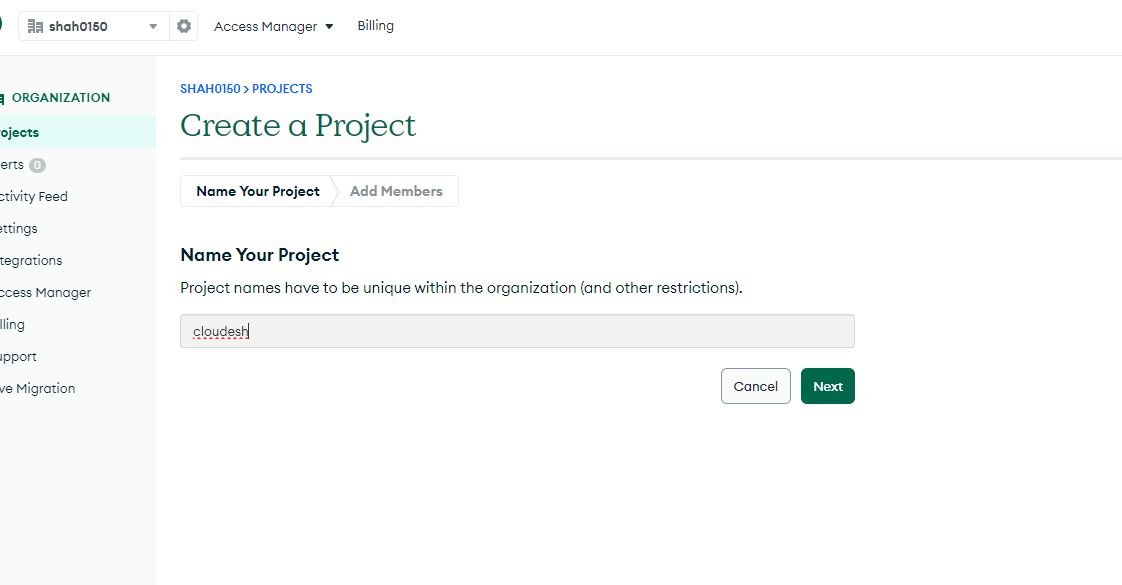 shah0150 Access Manager Billing
ORGANIZATION
ojects
erts 0
ctivity Feed
ettings
tegrations
ccess Manager
lling
upport
ve Migration
SHAH0150 > PROJECTS
Create a Project
Name Your Project Add Members
Name Your Project
Project names have to be unique within the organization (and other restrictions).
cloudesh
Cancel Next